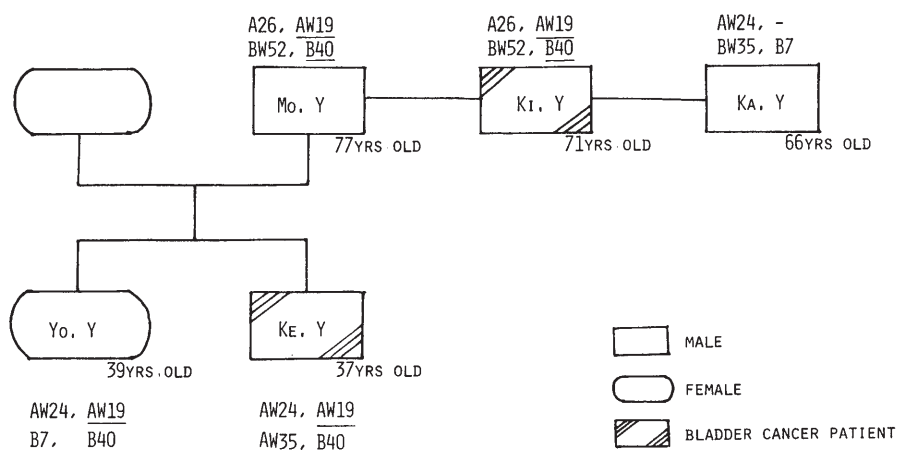 A26, AW19
BW52, B40
A26, AW19
BW52, B40
AW24, -
BW35, B7
Mo. Y
KI. Y
KA. Y
77YRS OLD
71YRS OLD
66YRS OLD
Yo. Y
KE. Y
39YRS OLD
37YRS OLD
AW24, AW19
B7, B40
AW24, AW19
AW35, B40
MALE
FEMALE
BLADDER CANCER PATIENT